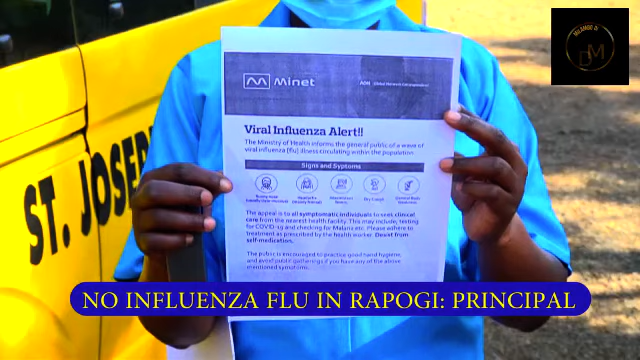 MALAMBO DI
DM
Minet
AON
Viral Influenza Alert!!
The Ministry of Health informs the general public of a wave of
viral influenza [flu] illness circulating within the population.
Signs and Syptoms
Dry Cough
The appeal is to all symptomatic individuals to seek clinical
care from the nearest health facility. This may include, testing
for COVID-19 and checking for Malaria etc. Please adhere to
treatment as prescribed by the health worker. Desist from
self-medication.
The public is encouraged to practice good hand hygiene,
and avoid public gatherings if you have any of the above
mentioned symptoms.
ST. JOSEPH
NO INFLUENZA FLU IN RAPOGI: PRINCIPAL